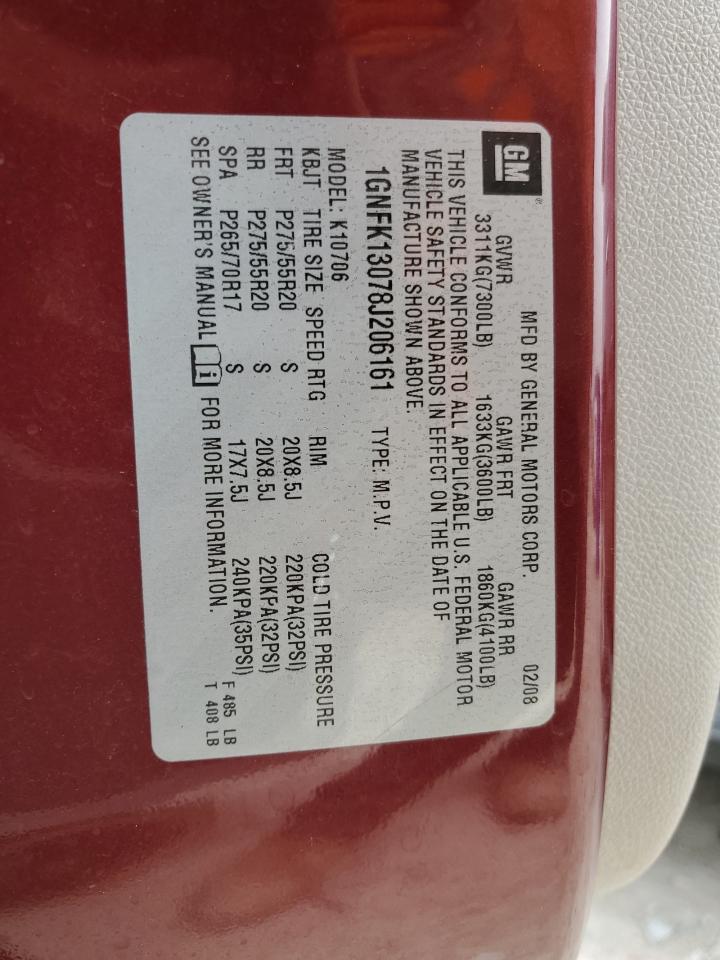 GM®
MFD BY GENERAL MOTORS CORP. 02/08
GVWR GAWR FRT GAWR RR
3311KG(7300LB) 1633KG(3600LB) 1860KG(4100LB)
THIS VEHICLE CONFORMS TO ALL APPLICABLE U.S. FEDERAL MOTOR
VEHICLE SAFETY STANDARDS IN EFFECT ON THE DATE OF
MANUFACTURE SHOWN ABOVE.
1GNFK13078J206161 TYPE: M.P.V.
MODEL: K10706
KBJT TIRE SIZE SPEED RTG RIM COLD TIRE PRESSURE
FRT P275/55R20 S 20X8.5J 220KPA(32PSI)
RR P275/55R20 S 20X8.5J 220KPA(32PSI)
SPA P265/70R17 S 17X7.5J 240KPA(35PSI)
SEE OWNER'S MANUAL i FOR MORE INFORMATION.
F 485 LB
T 408 LB